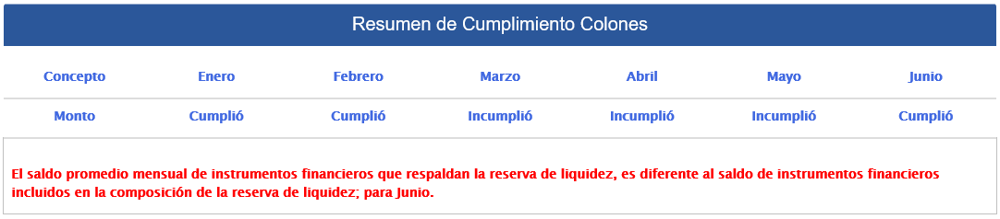 Resumen de Cumplimiento Colones
Concepto Enero Febrero Marzo Abril Mayo Junio
Monto Cumplió Cumplió Incumplió Incumplió Incumplió Cumplió
El saldo promedio mensual de instrumentos financieros que respaldan la reserva de liquidez, es diferente al saldo de instrumentos financieros
incluidos en la composición de la reserva de liquidez; para Junio.